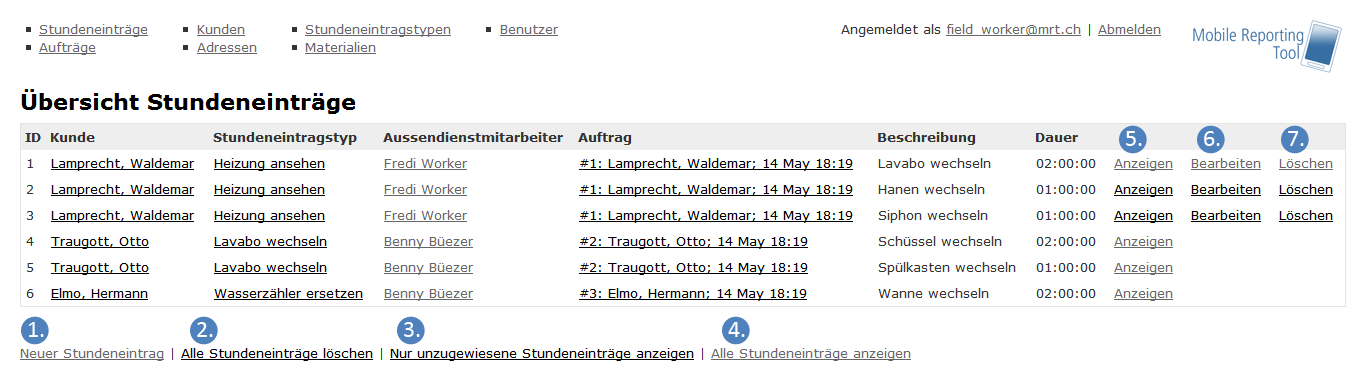 Stundeneinträge Kunden Stundeneintragstypen Benutzer Angemeldet als field_worker@mrt.ch | Abmelden
Aufträge Adressen Materialien
Mobile Reporting
Tool
Übersicht Stundeneinträge
ID Kunde Stundeneintragstyp Aussendienstmitarbeiter Auftrag Beschreibung Dauer 5. 6. 7.
1 Lamprecht, Waldemar Heizung ansehen Fredi Worker #1: Lamprecht, Waldemar; 14 May 18:19 Lavabo wechseln 02:00:00 Anzeigen Bearbeiten Löschen
2 Lamprecht, Waldemar Heizung ansehen Fredi Worker #1: Lamprecht, Waldemar; 14 May 18:19 Hanen wechseln 01:00:00 Anzeigen Bearbeiten Löschen
3 Lamprecht, Waldemar Heizung ansehen Fredi Worker #1: Lamprecht, Waldemar; 14 May 18:19 Siphon wechseln 01:00:00 Anzeigen Bearbeiten Löschen
4 Traugott, Otto Lavabo wechseln Benny Büezer #2: Traugott, Otto; 14 May 18:19 Schüssel wechseln 02:00:00 Anzeigen
5 Traugott, Otto Lavabo wechseln Benny Büezer #2: Traugott, Otto; 14 May 18:19 Spülkasten wechseln 01:00:00 Anzeigen
6 Elmo, Hermann Wasserzähler ersetzen Benny Büezer #3: Elmo, Hermann; 14 May 18:19 Wanne wechseln 02:00:00 Anzeigen
1. 2. 3. 4.
Neuer Stundeneintrag | Alle Stundeneinträge löschen | Nur unzugewiesene Stundeneinträge anzeigen | Alle Stundeneinträge anzeigen